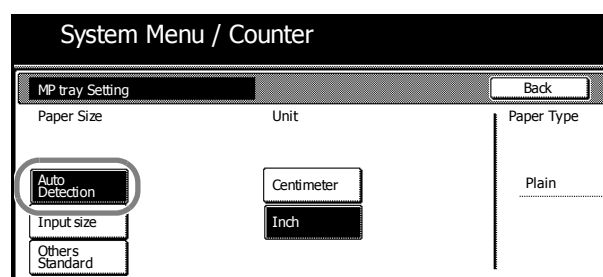 System Menu / Counter
MP tray Setting
Back
Paper Size
Unit
Paper Type
Auto
Detection
Centimeter
Plain
Input size
Inch
Others
Standard